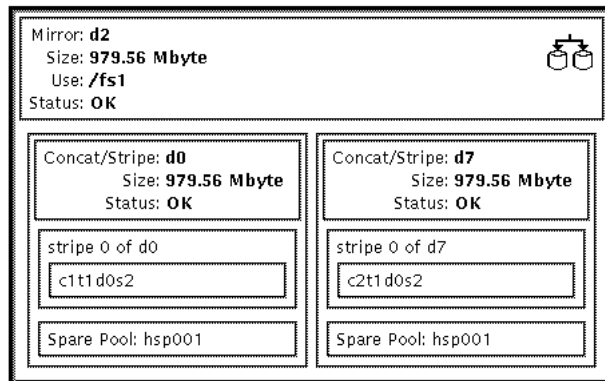 Mirror: d2
Size: 979.56 Mbyte
Use: /fs1
Status: OK
Concat/Stripe: d0
Size: 979.56 Mbyte
Status: OK
stripe 0 of d0
c1t1d0s2
Spare Pool: hsp001
Concat/Stripe: d7
Size: 979.56 Mbyte
Status: OK
stripe 0 of d7
c2t1d0s2
Spare Pool: hsp001